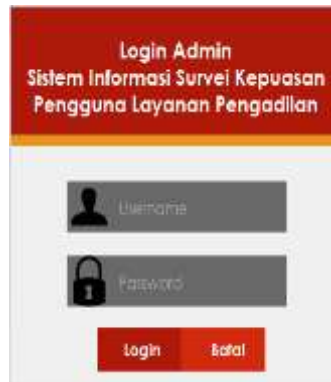 Login Admin
Sistem Informasi Survei Kepuasan
Pengguna Layanan Pengadilan
Username
Password
Login Batal